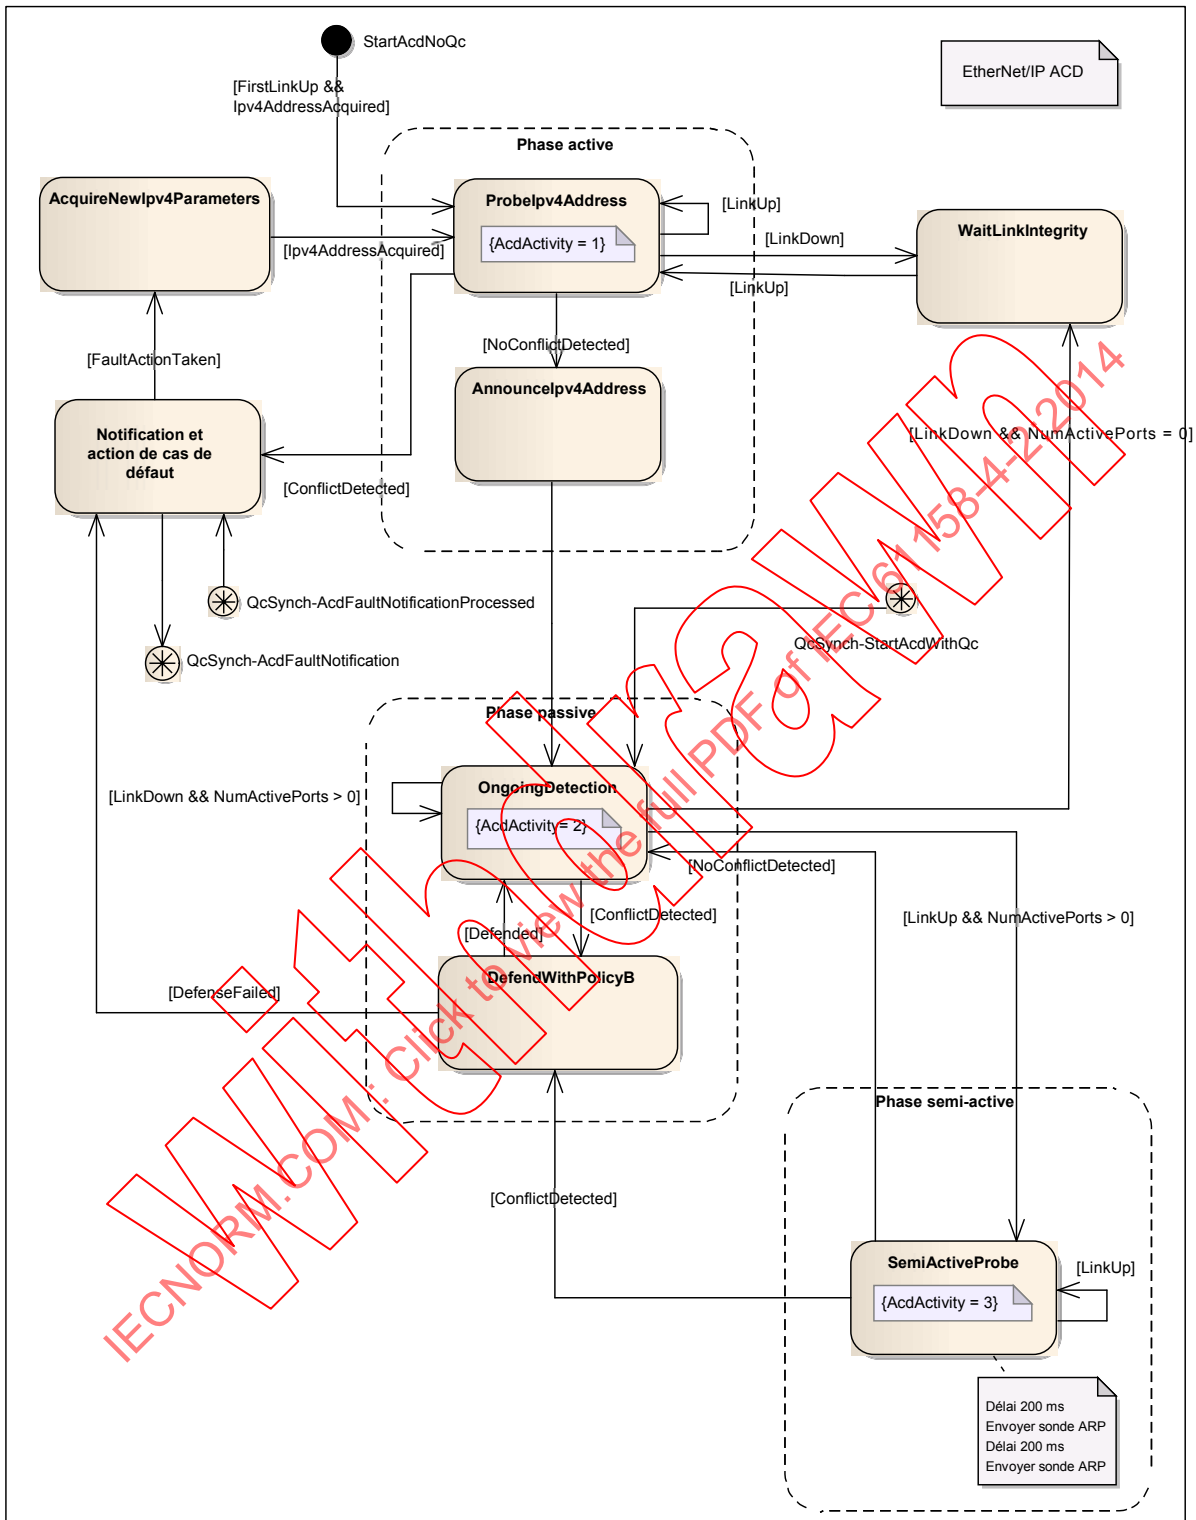 StartAcdNoQc
EtherNet/IP ACD
[FirstLinkUp &&
Ipv4AddressAcquired]
Phase active
AcquireNewIpv4Parameters
ProbeIpv4Address
{AcdActivity = 1}
[LinkUp]
WaitLinkIntegrity
[Ipv4AddressAcquired]
[LinkDown]
[LinkUp]
[NoConflictDetected]
[FaultActionTaken]
AnnounceIpv4Address
Notification et
action de cas de
défaut
[ConflictDetected]
[LinkDown && NumActivePorts = 0]
QcSynch-AcdFaultNotificationProcessed
QcSynch-AcdFaultNotification
QcSynch-StartAcdWithQc
Phase passive
OngoingDetection
{AcdActivity= 2}
[LinkDown && NumActivePorts > 0]
[NoConflictDetected]
[ConflictDetected]
[Defended]
[LinkUp && NumActivePorts > 0]
DefendWithPolicyB
[DefenseFailed]
Phase semi-active
[ConflictDetected]
SemiActiveProbe
{AcdActivity = 3}
[LinkUp]
Délai 200 ms
Envoyer sonde ARP
Délai 200 ms
Envoyer sonde ARP
Withdrawn
IECNORM.COM : Click to view the full PDF of IEC 61158-4-2:2014